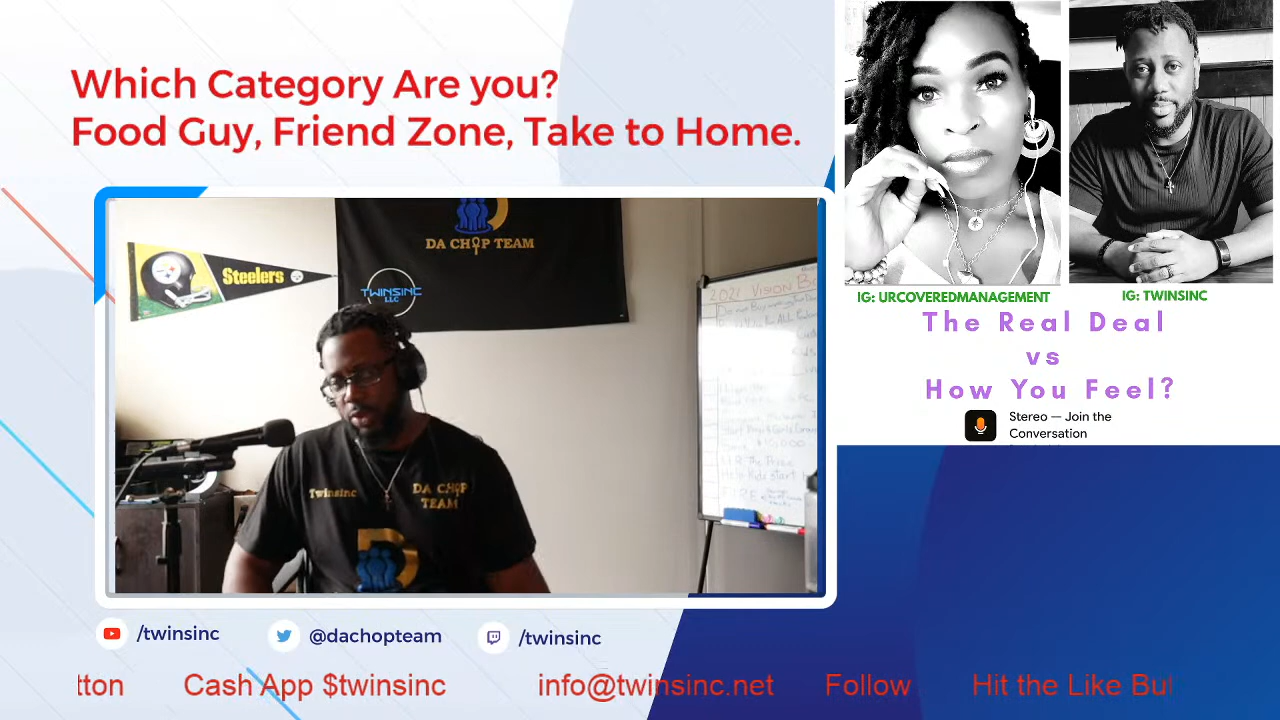 Which Category Are you?
Food Guy, Friend Zone, Take to Home.
DA CHOP TEAM
Steelers
TWINSINC
LLC
2021 VISION Bo
Twinsinc
DA CHOP
TEAM
IG: URCOVEREDMANAGEMENT
IG: TWINSINC
The Real Deal
vs
How You Feel?
Stereo — Join the
Conversation
/twinsinc
@dachopteam
/twinsinc
tton Cash App $twinsinc info@twinsinc.net Follow Hit the Like But